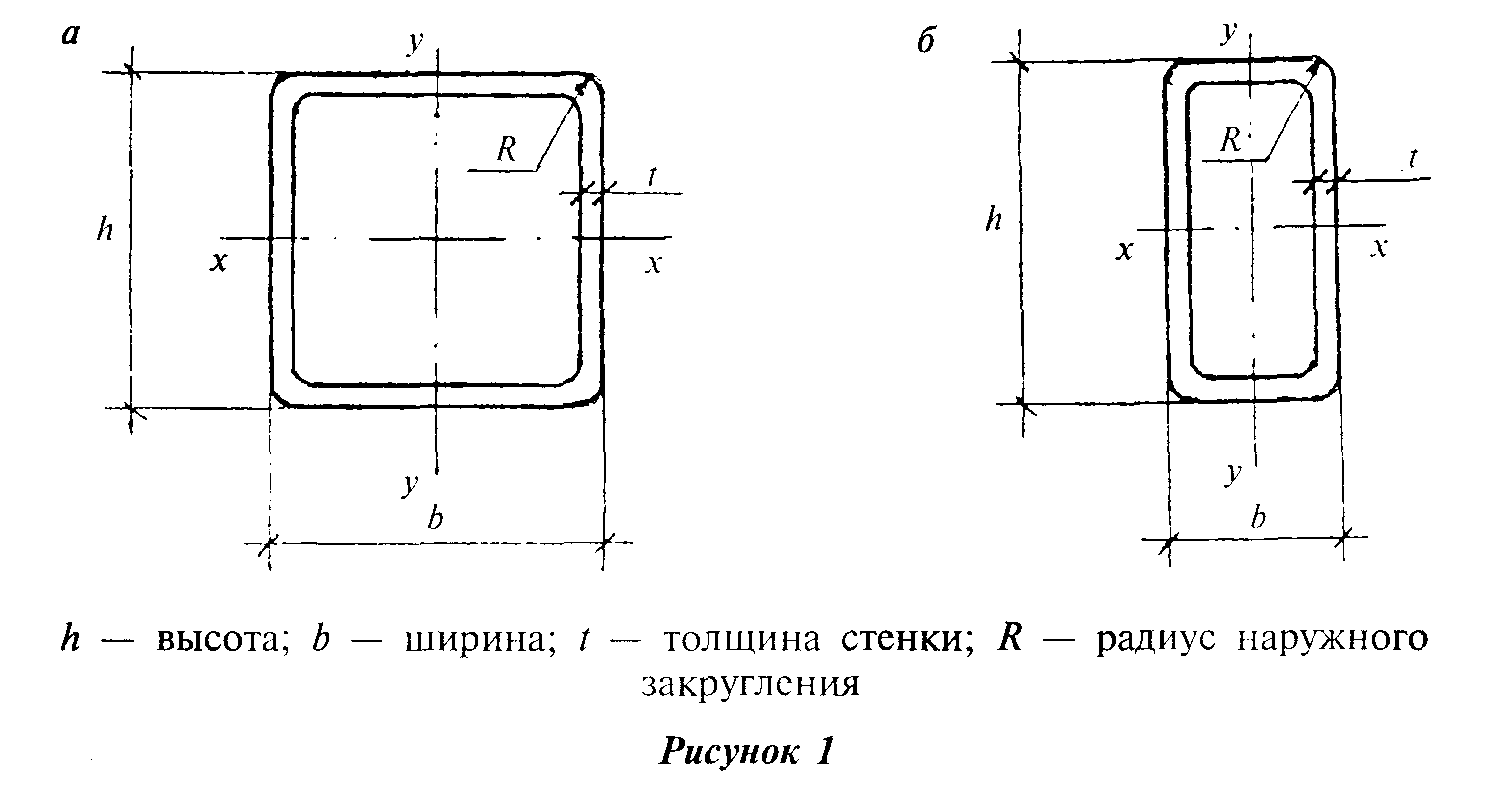 а
б
y
y
R
R
t
t
h
h
x
x
x
x
y
y
b
b
h — высота; b — ширина; t — толщина стенки; R — радиус наружного
закругления
Рисунок 1